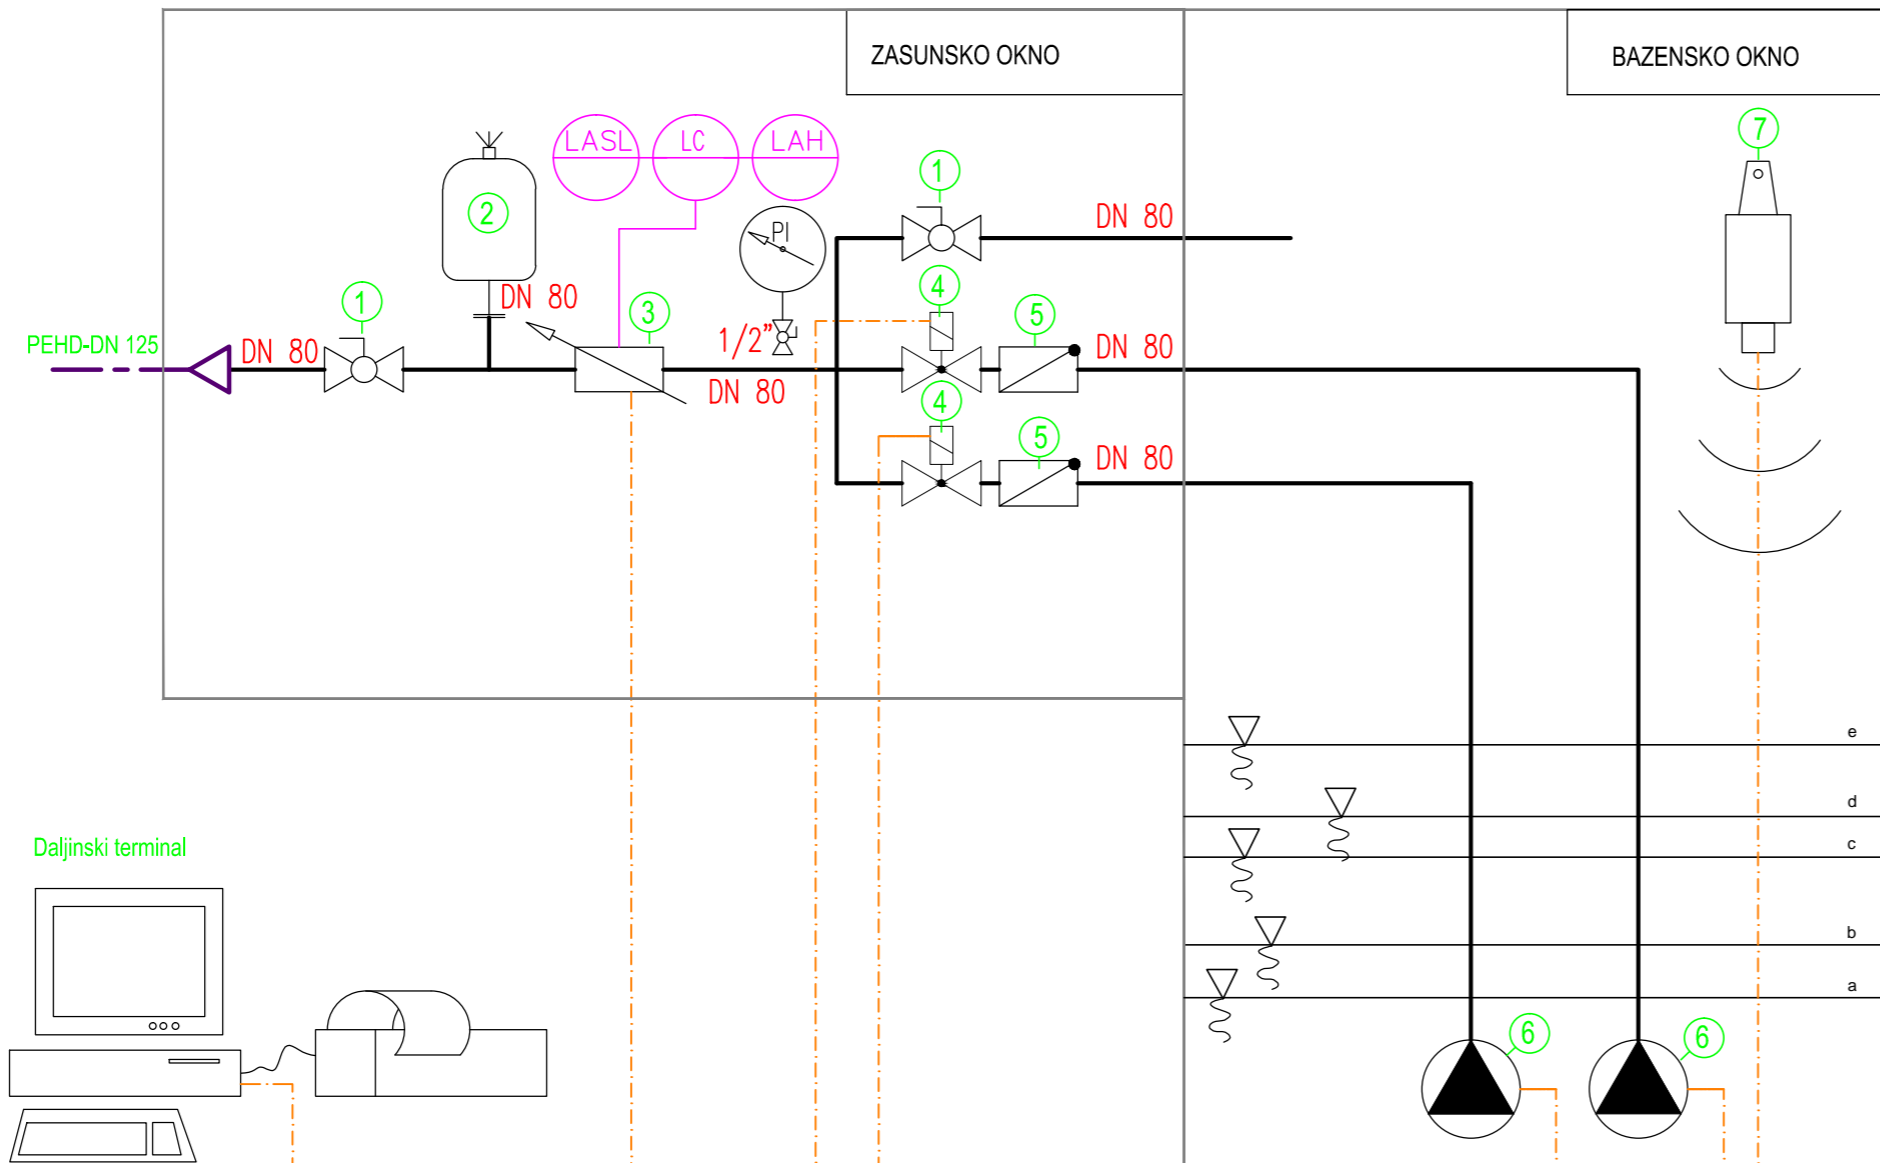 ZASUNSKO OKNO
BAZENSKO OKNO
7
LASL
LC
LAH
1
2
PI
DN 80
4
DN 80
1
3
5
PEHD-DN 125
DN 80
1/2"
DN 80
DN 80
4
5
DN 80
e
d
c
b
a
Daljinski terminal
6
6